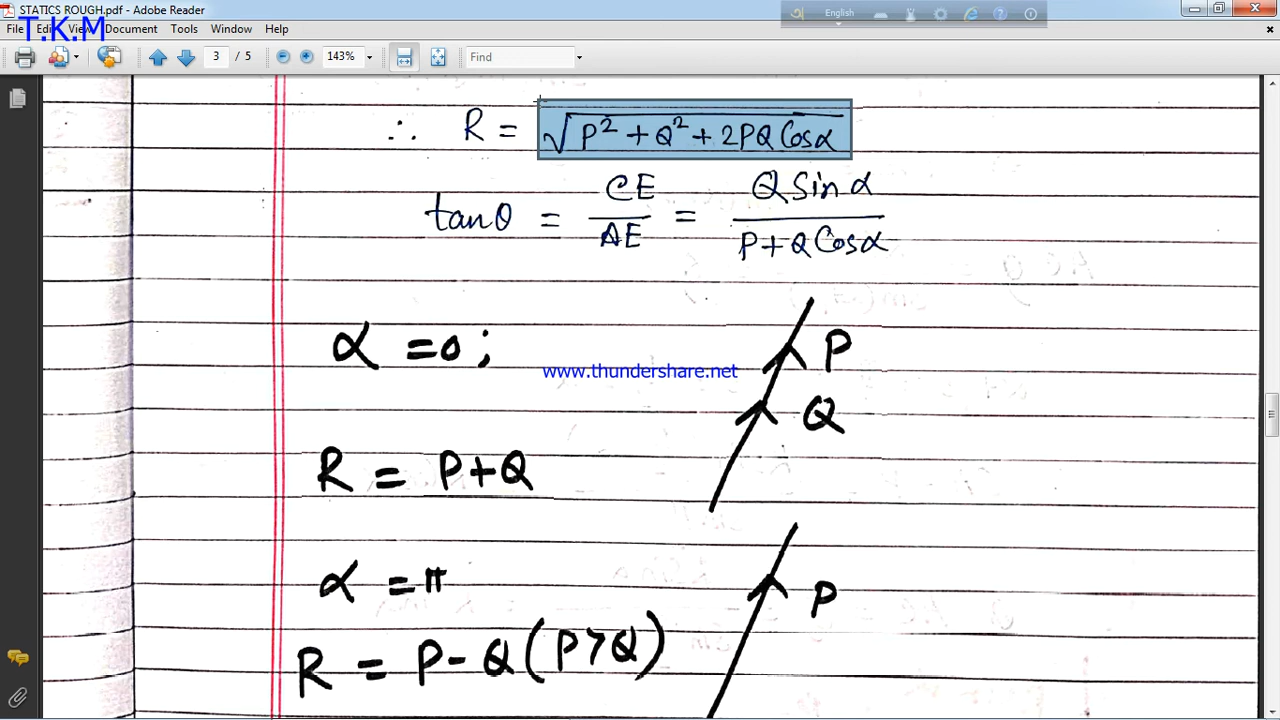 STATICS ROUGH.pdf - Adobe Reader
English
T.K.M
File Edit View Document Tools Window Help
3 / 5 143% Find
∴ R = √(P² + Q² + 2PQ Cosα)
tanθ = CE/AE = Q Sinα / P+QCosα
α = 0 ;
P
www.thundershare.net
Q
R = P+Q
α = π
P
R = P - Q (P>Q)